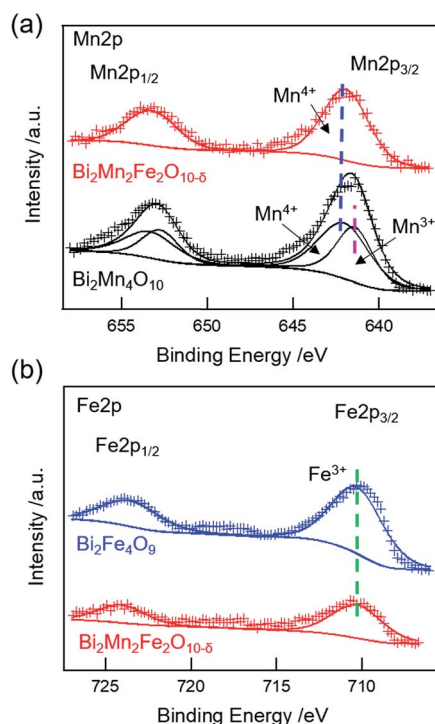 (a)
Mn2p
Mn2p₁/₂
Mn2p₃/₂
Mn⁴⁺
Bi₂Mn₂Fe₂O₁₀₋δ
Mn⁴⁺
Mn³⁺
Bi₂Mn₄O₁₀
Intensity /a.u.
655 650 645 640
Binding Energy /eV
(b)
Fe2p
Fe2p₁/₂
Fe2p₃/₂
Fe³⁺
Bi₂Fe₄O₉
Bi₂Mn₂Fe₂O₁₀₋δ
Intensity /a.u.
725 720 715 710
Binding Energy /eV